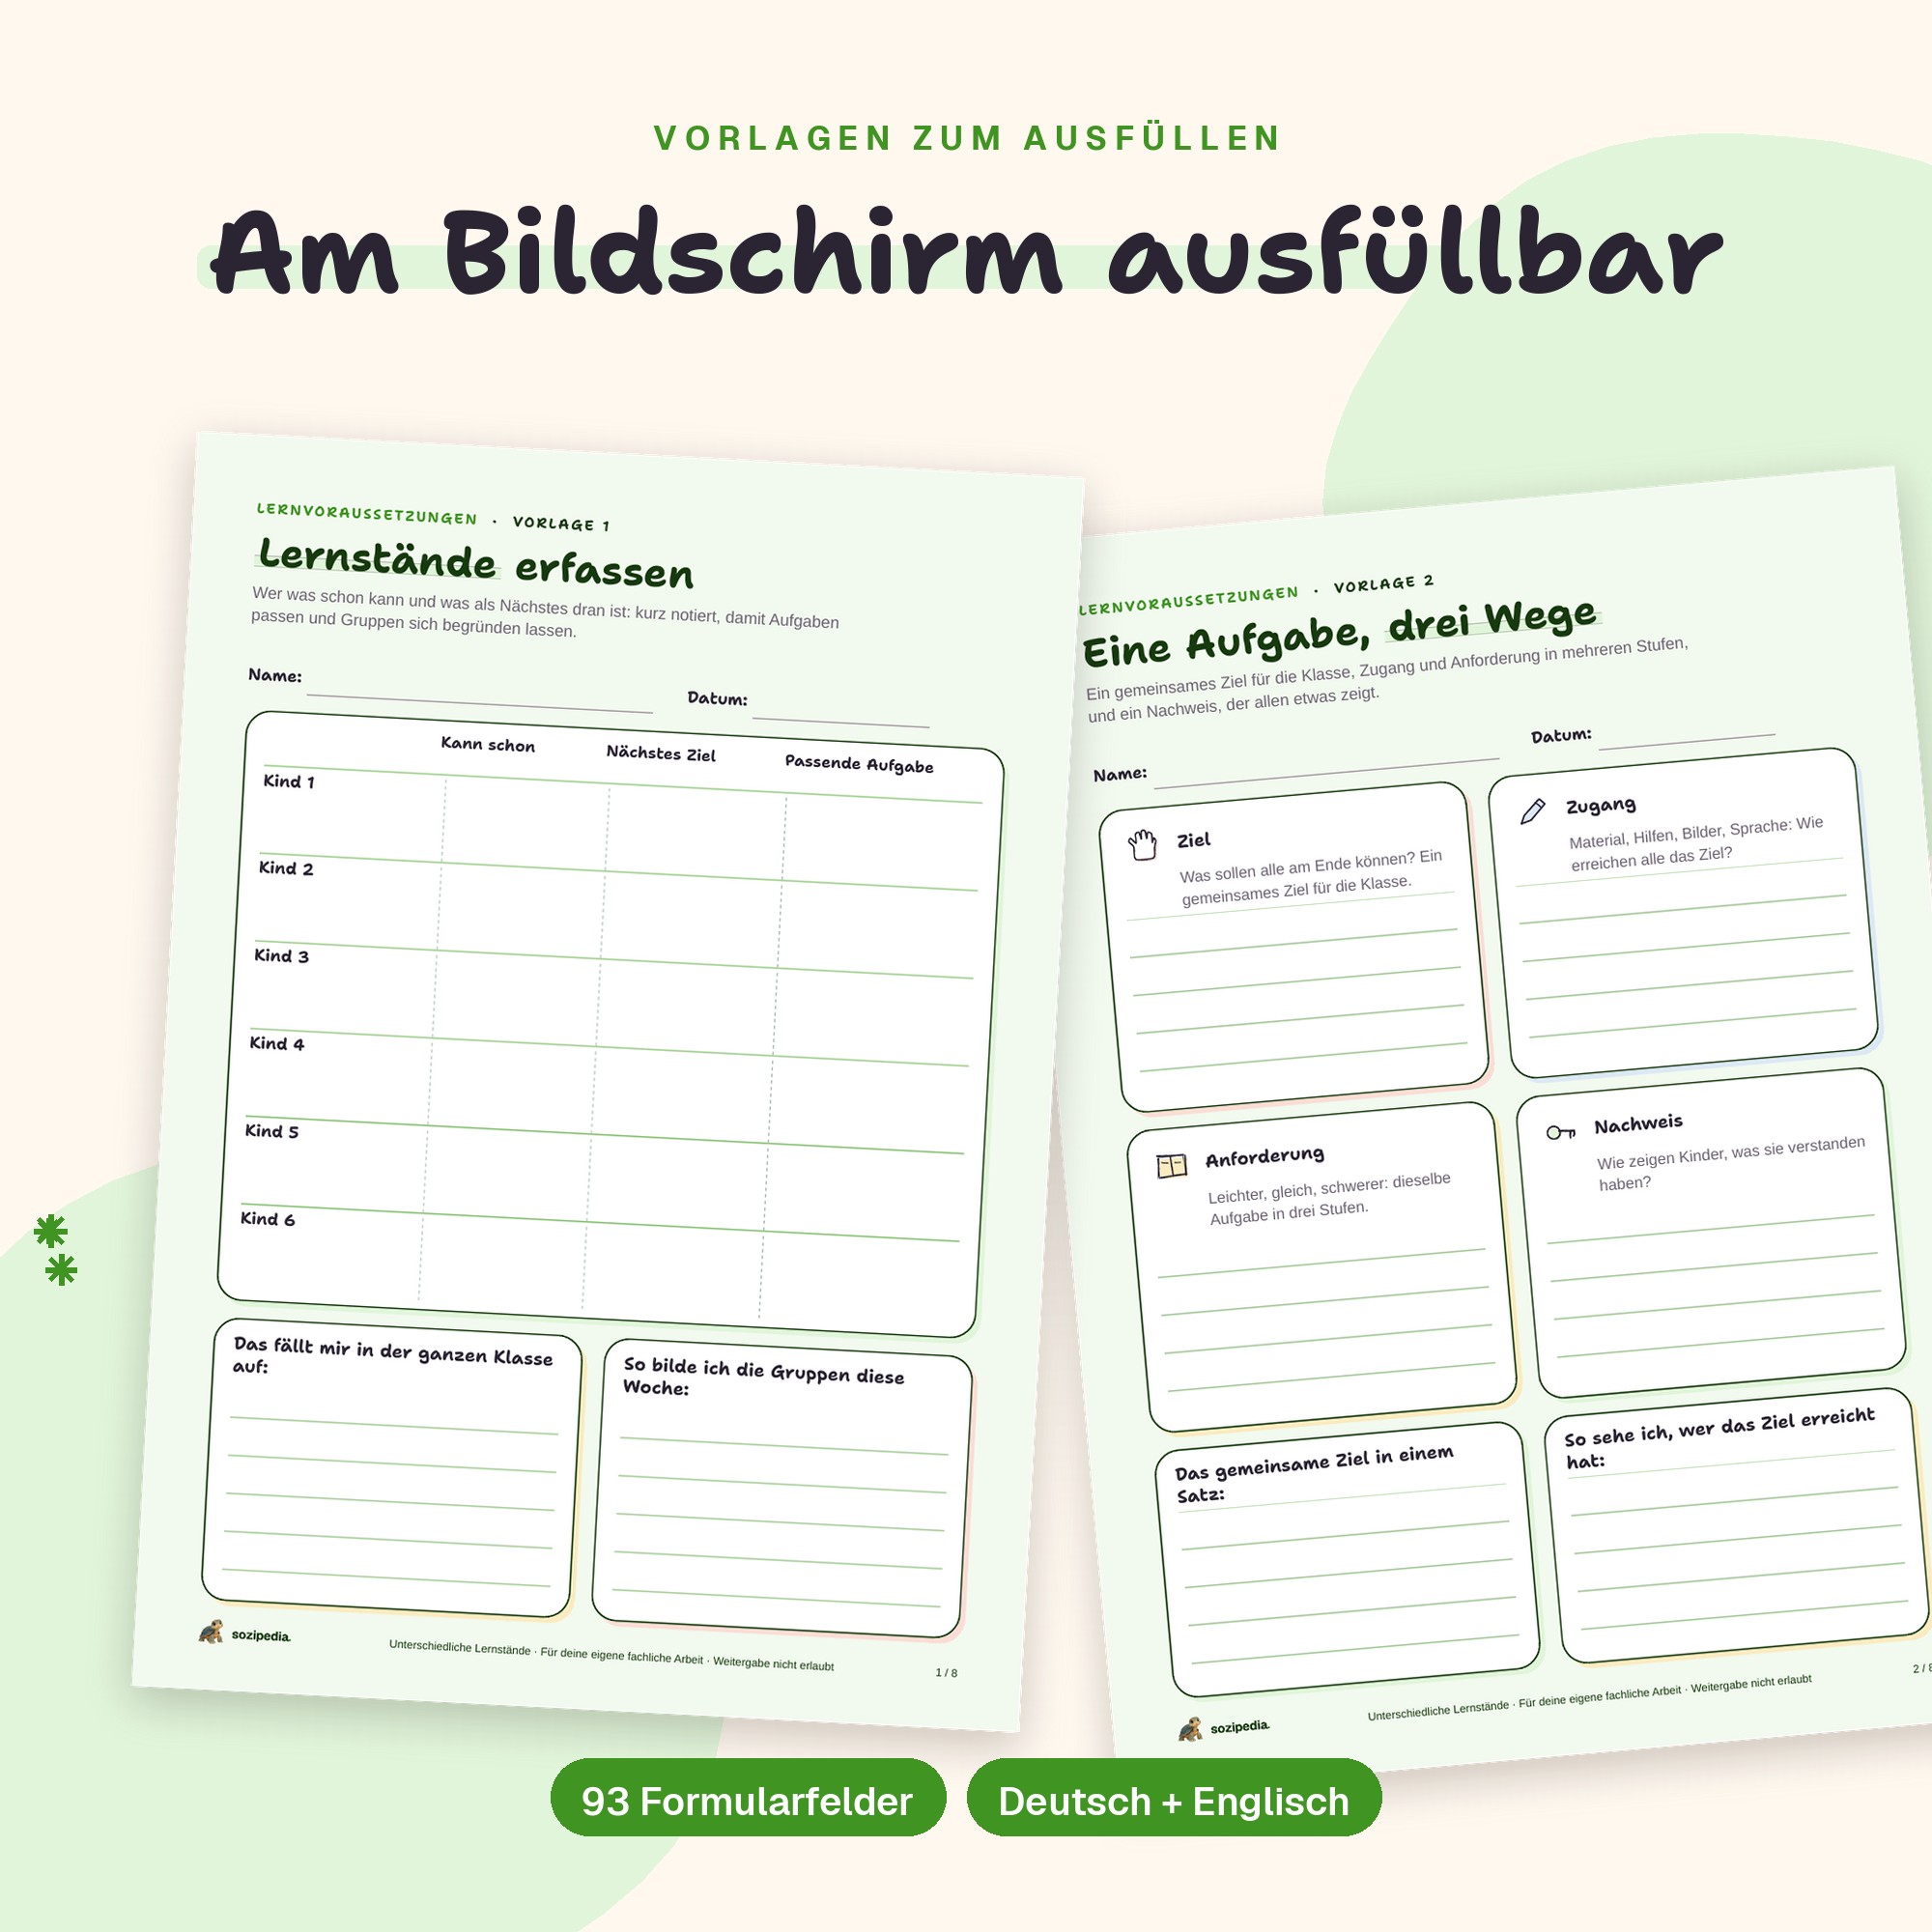 VORLAGEN ZUM AUSFÜLLEN
Am Bildschirm ausfüllbar
LERNVORAUSSETZUNGEN · VORLAGE 1
Lernstände erfassen
Wer was schon kann und was als Nächstes dran ist: kurz notiert, damit Aufgaben
passen und Gruppen sich begründen lassen.
Name:
Datum:
Kann schon
Nächstes Ziel
Passende Aufgabe
Kind 1
Kind 2
Kind 3
Kind 4
Kind 5
Kind 6
Das fällt mir in der ganzen Klasse
auf:
So bilde ich die Gruppen diese
Woche:
sozipedia.
Unterschiedliche Lernstände · Für deine eigene fachliche Arbeit · Weitergabe nicht erlaubt
1 / 8
LERNVORAUSSETZUNGEN · VORLAGE 2
Eine Aufgabe, drei Wege
Ein gemeinsames Ziel für die Klasse, Zugang und Anforderung in mehreren Stufen,
und ein Nachweis, der allen etwas zeigt.
Name:
Datum:
Ziel
Was sollen alle am Ende können? Ein
gemeinsames Ziel für die Klasse.
Zugang
Material, Hilfen, Bilder, Sprache: Wie
erreichen alle das Ziel?
Anforderung
Leichter, gleich, schwerer: dieselbe
Aufgabe in drei Stufen.
Nachweis
Wie zeigen Kinder, was sie verstanden
haben?
Das gemeinsame Ziel in einem
Satz:
So sehe ich, wer das Ziel erreicht
hat:
sozipedia.
Unterschiedliche Lernstände · Für deine eigene fachliche Arbeit · Weitergabe nicht erlaubt
2 / 8
93 Formularfelder
Deutsch + Englisch